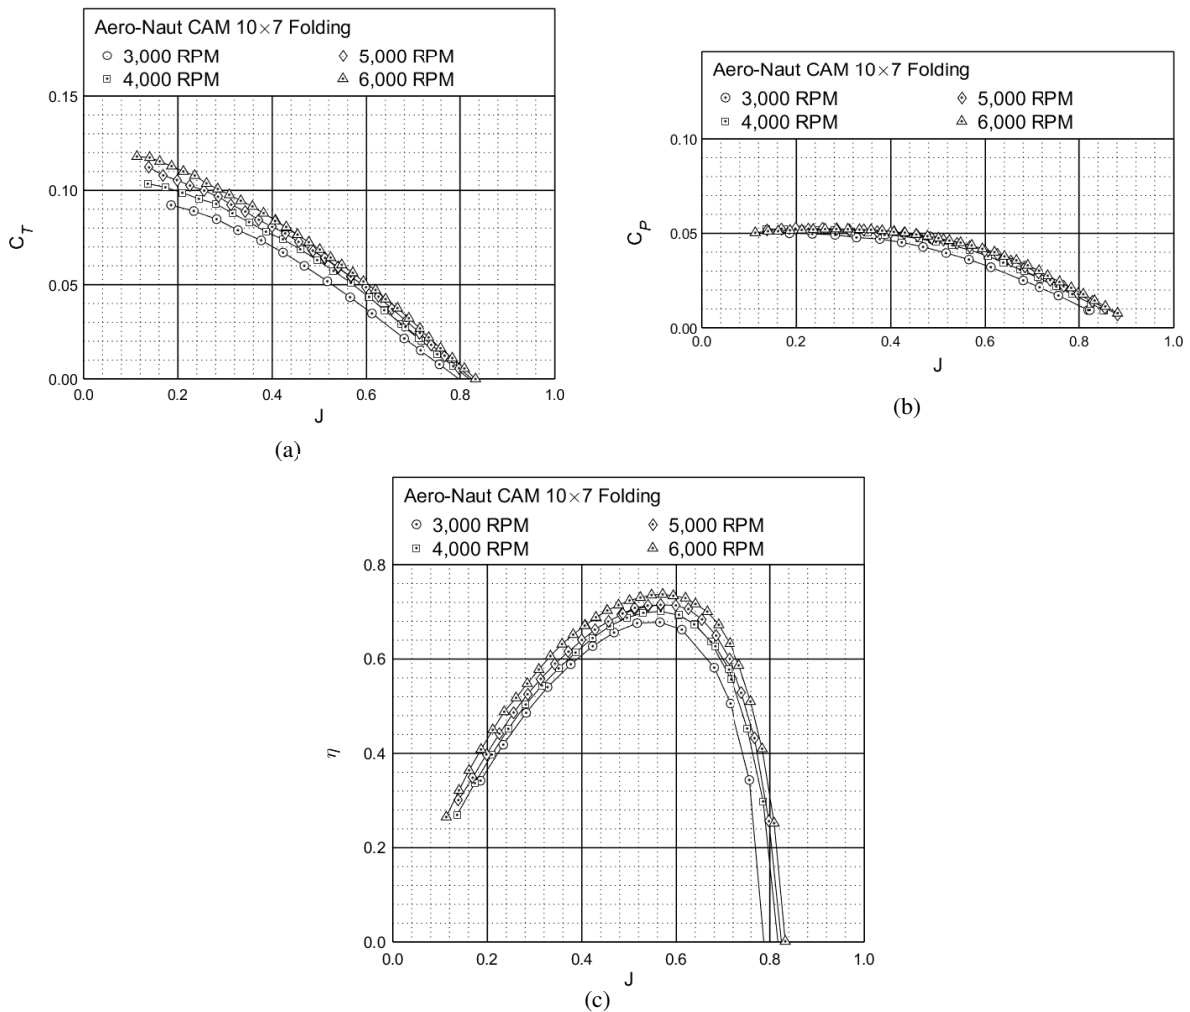 Aero-Naut CAM 10×7 Folding
3,000 RPM
5,000 RPM
4,000 RPM
6,000 RPM
0.15
0.10
0.05
0.00
C_T
0.0 0.2 0.4 0.6 0.8 1.0
J
(a)
Aero-Naut CAM 10×7 Folding
3,000 RPM
5,000 RPM
4,000 RPM
6,000 RPM
0.10
0.05
0.00
C_P
0.0 0.2 0.4 0.6 0.8 1.0
J
(b)
Aero-Naut CAM 10×7 Folding
3,000 RPM
5,000 RPM
4,000 RPM
6,000 RPM
0.8
0.6
0.4
0.2
0.0
η
0.0 0.2 0.4 0.6 0.8 1.0
J
(c)